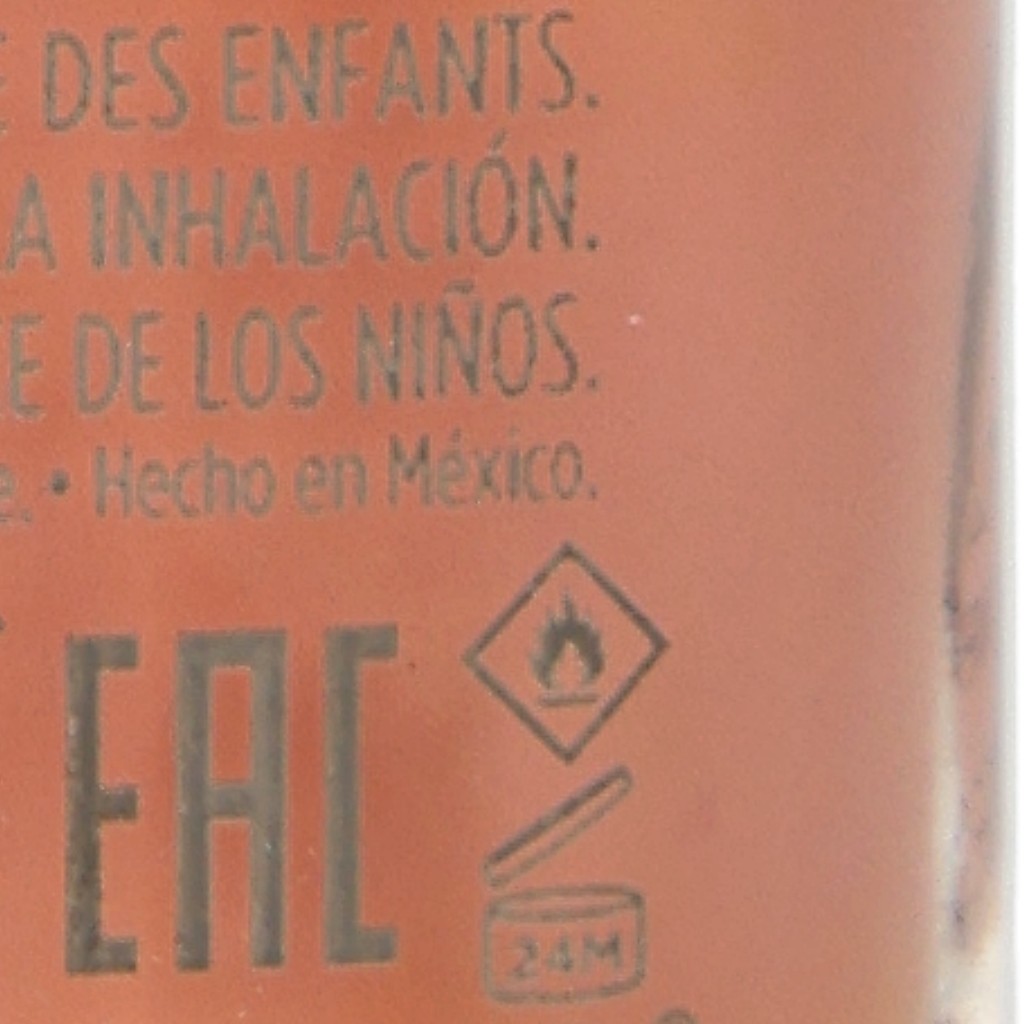 DES ENFANTS.
A INHALACIÓN.
DE LOS NIÑOS.
• Hecho en México.
EAC
24M